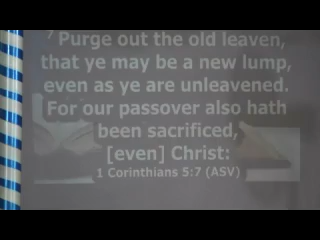 7 Purge out the old leaven,
that ye may be a new lump,
even as ye are unleavened.
For our passover also hath
been sacrificed,
[even] Christ:
1 Corinthians 5:7 (ASV)